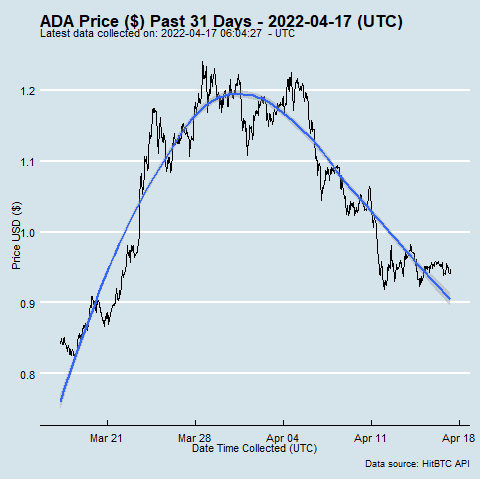 ADA Price ($) Past 31 Days - 2022-04-17 (UTC)
Latest data collected on: 2022-04-17 06:04:27  - UTC
1.2
1.1
1.0
0.9
0.8
Price USD ($)
Mar 21 Mar 28 Apr 04 Apr 11 Apr 18
Date Time Collected (UTC)
Data source: HitBTC API